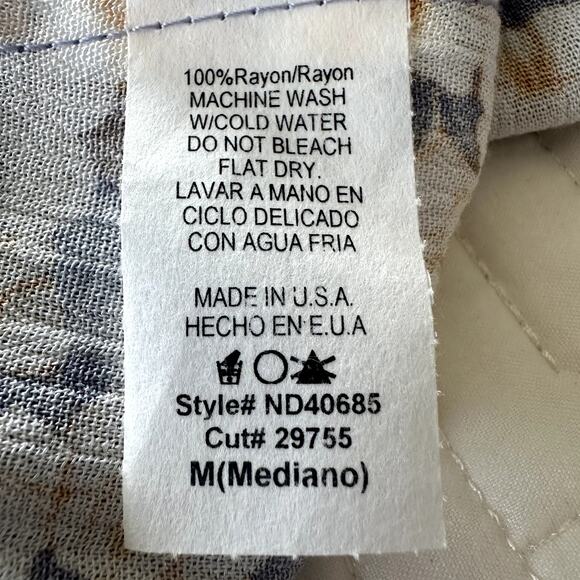 100%Rayon/Rayon
MACHINE WASH
W/COLD WATER
DO NOT BLEACH
FLAT DRY.
LAVAR A MANO EN
CICLO DELICADO
CON AGUA FRIA
MADE IN U.S.A.
HECHO EN E.U.A
Style# ND40685
Cut# 29755
M(Mediano)